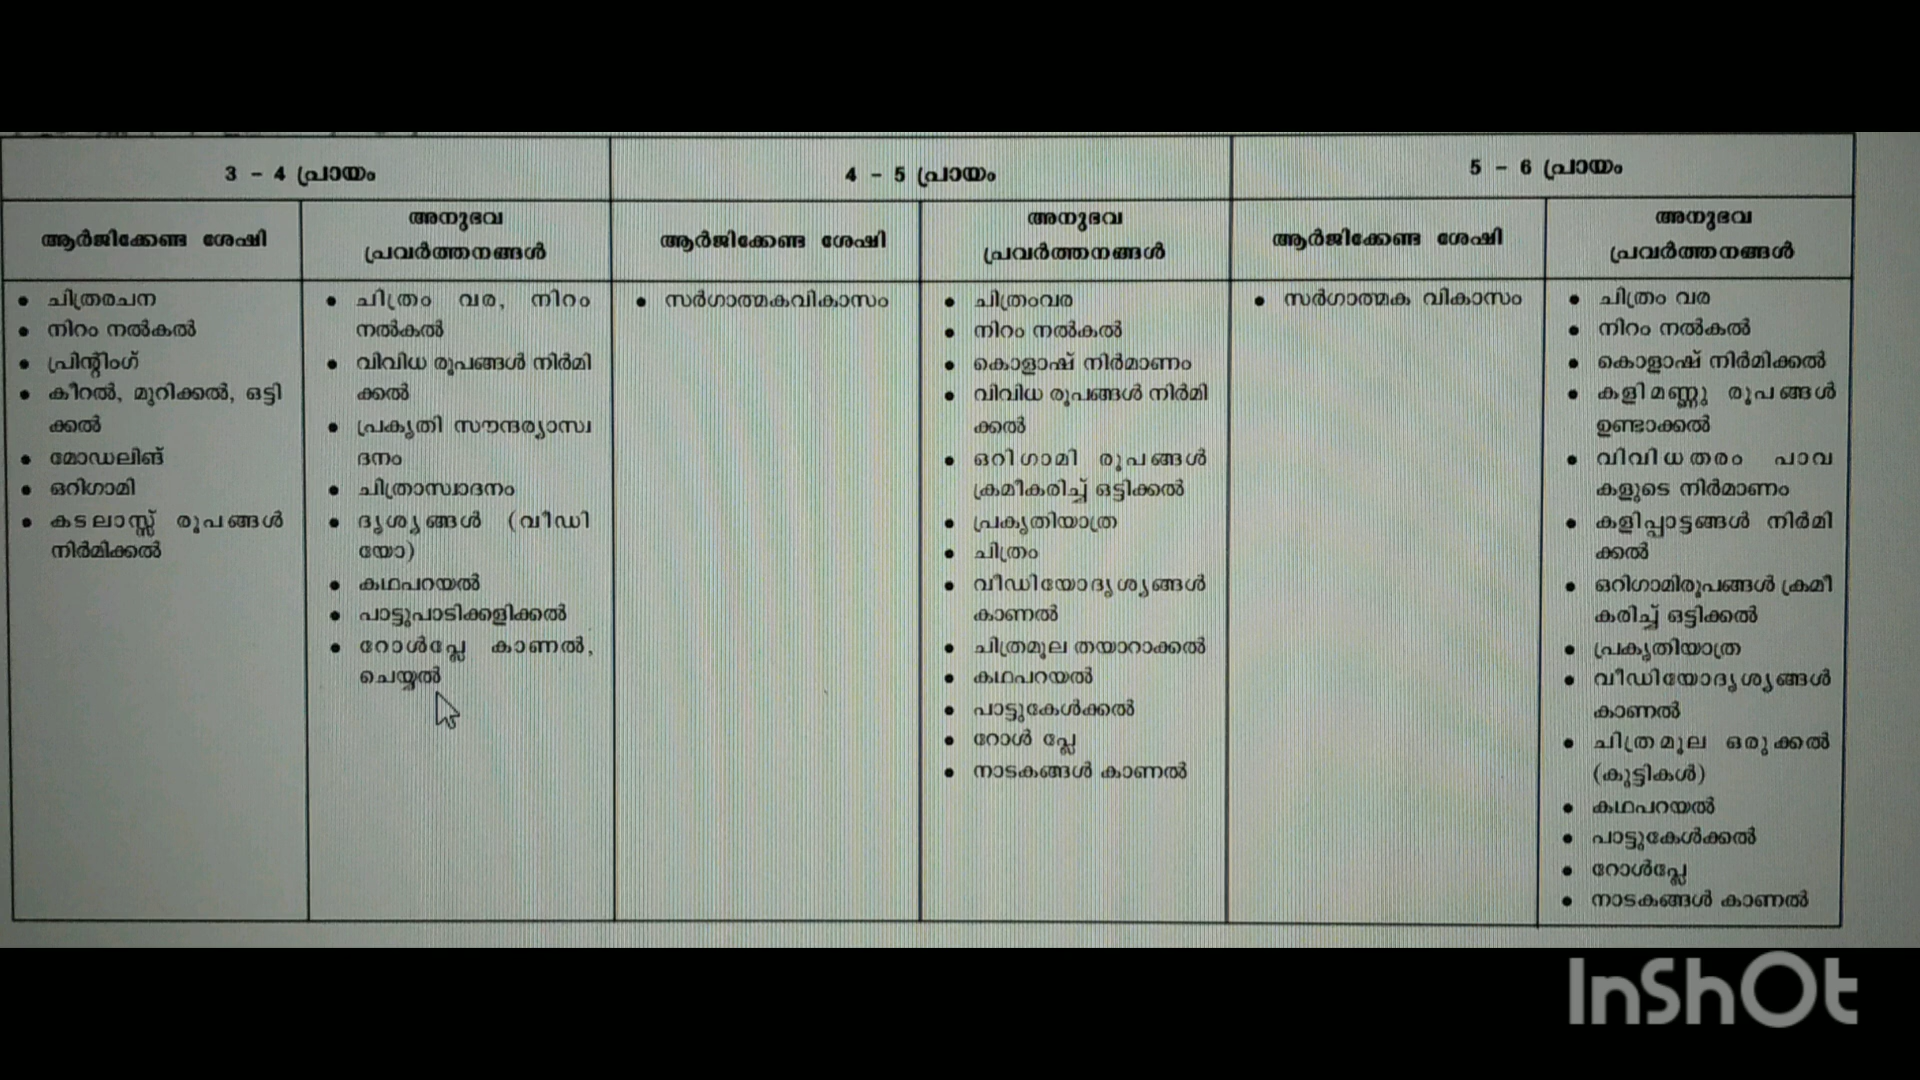 3 - 4 പ്രായം
4 - 5 പ്രായം
5 - 6 പ്രായം
ആർജിക്കേണ്ട ശേഷി
അനുഭവ
പ്രവർത്തനങ്ങൾ
ആർജിക്കേണ്ട ശേഷി
അനുഭവ
പ്രവർത്തനങ്ങൾ
ആർജിക്കേണ്ട ശേഷി
അനുഭവ
പ്രവർത്തനങ്ങൾ
• ചിത്രരചന
• നിറം നൽകൽ
• പ്രിന്റിംഗ്
• കീറൽ, മുറിക്കൽ, ഒട്ടി
ക്കൽ
• മോഡലിങ്
• ഒറിഗാമി
• കടലാസ്സ് രൂപങ്ങൾ
നിർമിക്കൽ
• ചിത്രം വര, നിറം
നൽകൽ
• വിവിധ രൂപങ്ങൾ നിർമി
ക്കൽ
• പ്രകൃതി സൗന്ദര്യാസ്വ
ദനം
• ചിത്രാസ്വാദനം
• ദൃശ്യങ്ങൾ (വീഡി
യോ)
• കഥപറയൽ
• പാട്ടുപാടിക്കളിക്കൽ
• റോൾപ്ലേ കാണൽ,
ചെയ്യൽ
• സർഗാത്മകവികാസം
• ചിത്രംവര
• നിറം നൽകൽ
• കൊളാഷ് നിർമാണം
• വിവിധ രൂപങ്ങൾ നിർമി
ക്കൽ
• ഒറിഗാമി രൂപങ്ങൾ
ക്രമീകരിച്ച് ഒട്ടിക്കൽ
• പ്രകൃതിയാത്ര
• ചിത്രം
• വീഡിയോദൃശ്യങ്ങൾ
കാണൽ
• ചിത്രമൂല തയാറാക്കൽ
• കഥപറയൽ
• പാട്ടുകേൾക്കൽ
• റോൾ പ്ലേ
• നാടകങ്ങൾ കാണൽ
• സർഗാത്മക വികാസം
• ചിത്രം വര
• നിറം നൽകൽ
• കൊളാഷ് നിർമിക്കൽ
• കളിമണ്ണു രൂപങ്ങൾ
ഉണ്ടാക്കൽ
• വിവിധതരം പാവ
കളുടെ നിർമാണം
• കളിപ്പാട്ടങ്ങൾ നിർമി
ക്കൽ
• ഒറിഗാമിരൂപങ്ങൾ ക്രമീ
കരിച്ച് ഒട്ടിക്കൽ
• പ്രകൃതിയാത്ര
• വീഡിയോദൃശ്യങ്ങൾ
കാണൽ
• ചിത്രമൂല ഒരുക്കൽ
(കുട്ടികൾ)
• കഥപറയൽ
• പാട്ടുകേൾക്കൽ
• റോൾപ്ലേ
• നാടകങ്ങൾ കാണൽ
InShOt